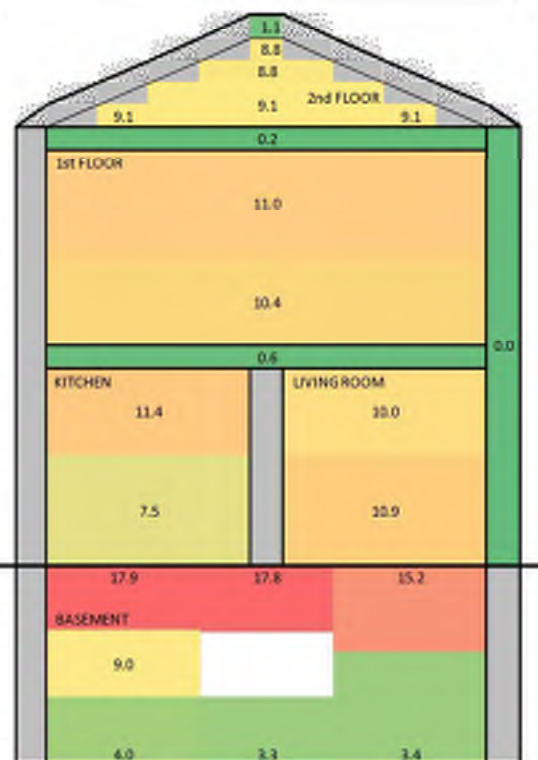 1.1
8.8
8.8
9.1 9.1 2nd FLOOR 9.1
0.2
1st FLOOR
11.0
10.4
0.0
0.6
KITCHEN LIVING ROOM
11.4 10.0
7.5 10.9
17.9 17.8 15.2
BASEMENT
9.0
4.0 3.3 3.4